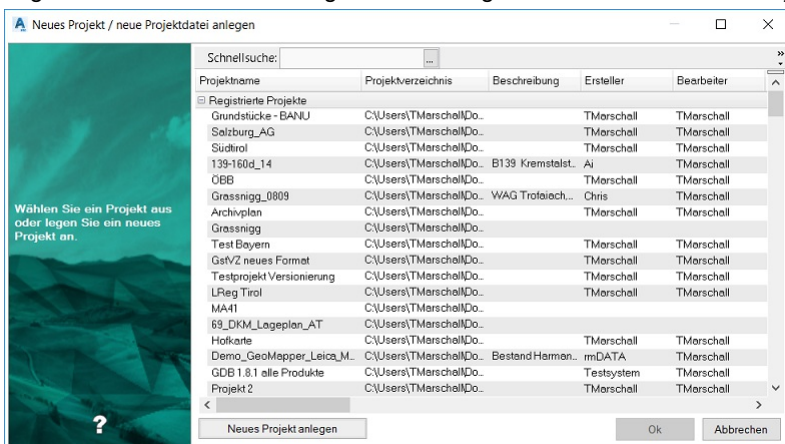 Neues Projekt / neue Projektdatei anlegen
Schnellsuche: ...
Projektname Projektverzeichnis Beschreibung Ersteller Bearbeiter
Registrierte Projekte
Grundstücke - BANU C:\Users\TMarschall\Do... TMarschall TMarschall
Salzburg_AG C:\Users\TMarschall\Do... TMarschall TMarschall
Südtirol C:\Users\TMarschall\Do... TMarschall TMarschall
139-160d_14 C:\Users\TMarschall\Do... B139 Kremstalst... Ai TMarschall
ÖBB C:\Users\TMarschall\Do... TMarschall TMarschall
Grassnigg_0809 C:\Users\TMarschall\Do... WAG Trofaiach,... Chris TMarschall
Archivplan C:\Users\TMarschall\Do... TMarschall TMarschall
Grassnigg C:\Users\TMarschall\Do...
Test Bayern C:\Users\TMarschall\Do... TMarschall TMarschall
GstVZ neues Format C:\Users\TMarschall\Do... TMarschall TMarschall
Testprojekt Versionierung C:\Users\TMarschall\Do... TMarschall TMarschall
LReg Tirol C:\Users\TMarschall\Do... TMarschall TMarschall
MA41 C:\Users\TMarschall\Do...
69_DKM_Lageplan_AT C:\Users\TMarschall\Do...
Hofkarte C:\Users\TMarschall\Do... TMarschall TMarschall
Demo_GeoMapper_Leica_M... C:\Users\TMarschall\Do... Bestand Harman... rmDATA TMarschall
GDB 1.8.1 alle Produkte C:\Users\TMarschall\Do... Testsystem TMarschall
Projekt 2 C:\Users\TMarschall\Do... TMarschall TMarschall
Wählen Sie ein Projekt aus
oder legen Sie ein neues
Projekt an.
?
Neues Projekt anlegen Ok Abbrechen